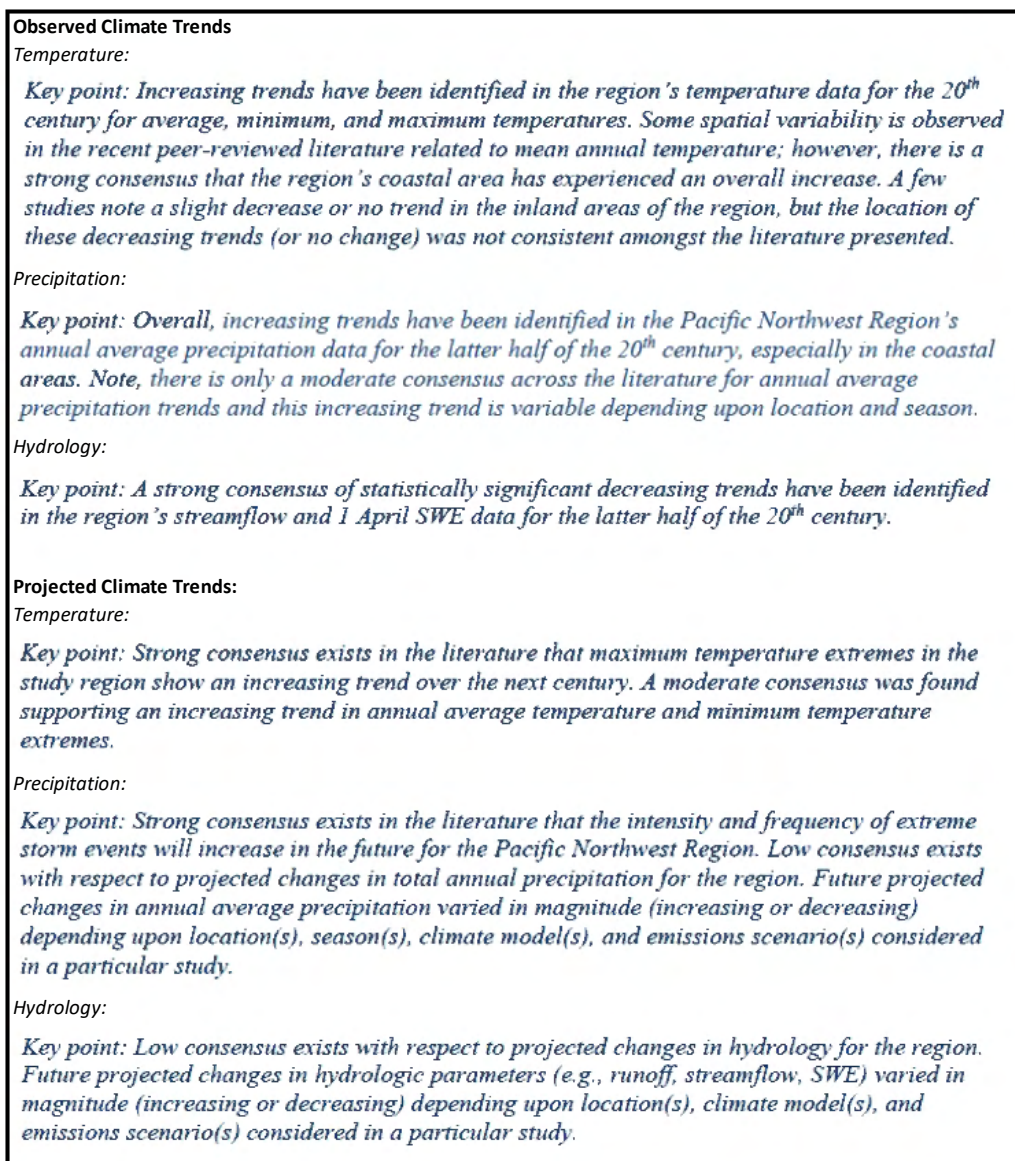 Observed Climate Trends
Temperature:
Key point: Increasing trends have been identified in the region's temperature data for the 20th
century for average, minimum, and maximum temperatures. Some spatial variability is observed
in the recent peer-reviewed literature related to mean annual temperature; however, there is a
strong consensus that the region's coastal area has experienced an overall increase. A few
studies note a slight decrease or no trend in the inland areas of the region, but the location of
these decreasing trends (or no change) was not consistent amongst the literature presented.
Precipitation:
Key point: Overall, increasing trends have been identified in the Pacific Northwest Region's
annual average precipitation data for the latter half of the 20th century, especially in the coastal
areas. Note, there is only a moderate consensus across the literature for annual average
precipitation trends and this increasing trend is variable depending upon location and season.
Hydrology:
Key point: A strong consensus of statistically significant decreasing trends have been identified
in the region's streamflow and 1 April SWE data for the latter half of the 20th century.
Projected Climate Trends:
Temperature:
Key point: Strong consensus exists in the literature that maximum temperature extremes in the
study region show an increasing trend over the next century. A moderate consensus was found
supporting an increasing trend in annual average temperature and minimum temperature
extremes.
Precipitation:
Key point: Strong consensus exists in the literature that the intensity and frequency of extreme
storm events will increase in the future for the Pacific Northwest Region. Low consensus exists
with respect to projected changes in total annual precipitation for the region. Future projected
changes in annual average precipitation varied in magnitude (increasing or decreasing)
depending upon location(s), season(s), climate model(s), and emissions scenario(s) considered
in a particular study.
Hydrology:
Key point: Low consensus exists with respect to projected changes in hydrology for the region.
Future projected changes in hydrologic parameters (e.g., runoff, streamflow, SWE) varied in
magnitude (increasing or decreasing) depending upon location(s), climate model(s), and
emissions scenario(s) considered in a particular study.